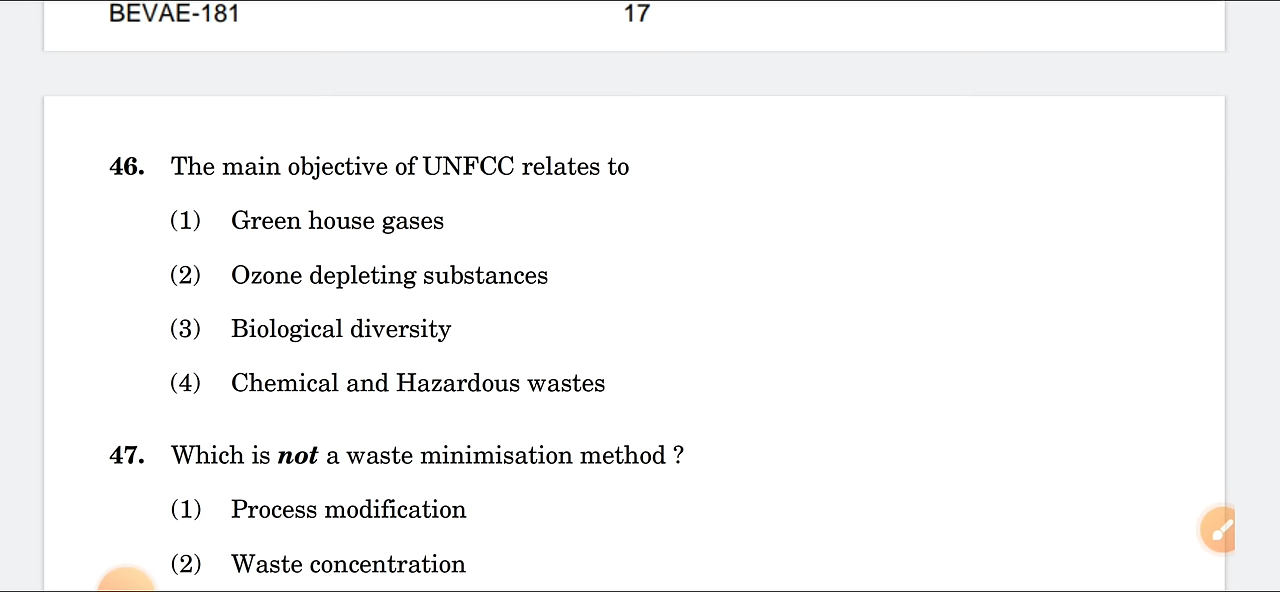 BEVAE-181 17
46. The main objective of UNFCC relates to
(1) Green house gases
(2) Ozone depleting substances
(3) Biological diversity
(4) Chemical and Hazardous wastes
47. Which is not a waste minimisation method ?
(1) Process modification
(2) Waste concentration